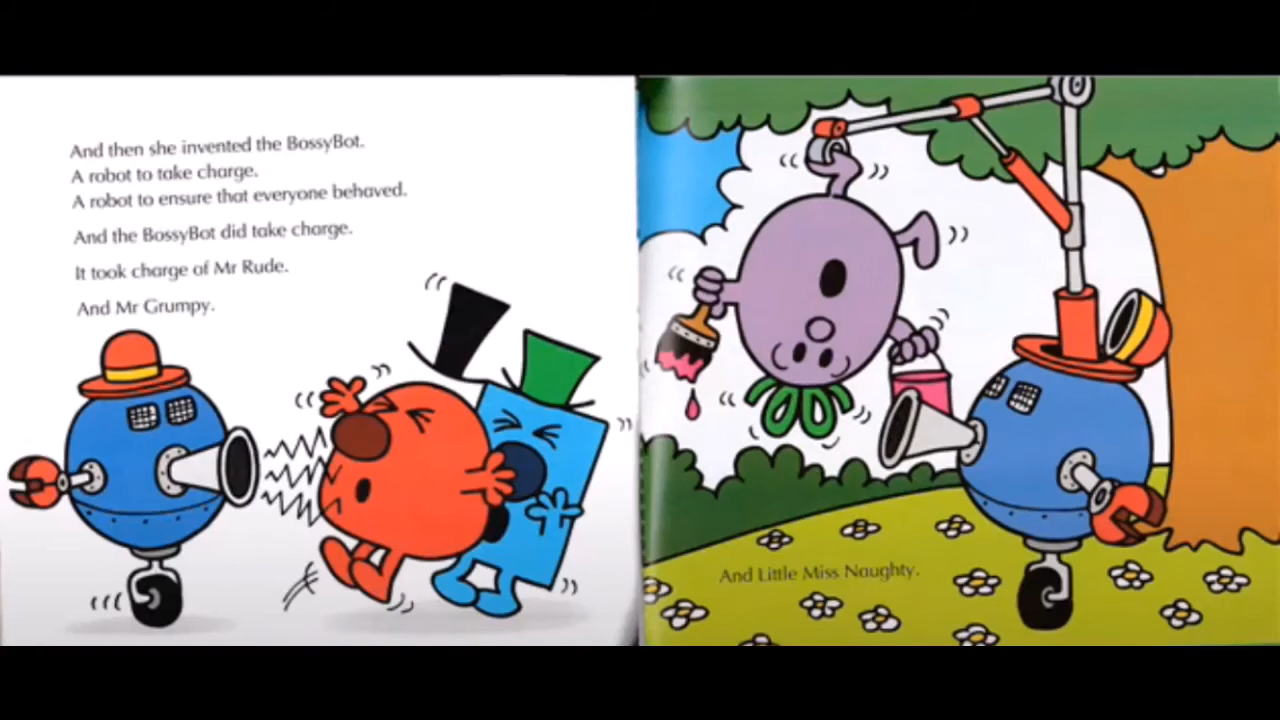 And then she invented the BossyBot.
A robot to take charge.
A robot to ensure that everyone behaved.
And the BossyBot did take charge.
It took charge of Mr Rude.
And Mr Grumpy.
And Little Miss Naughty.